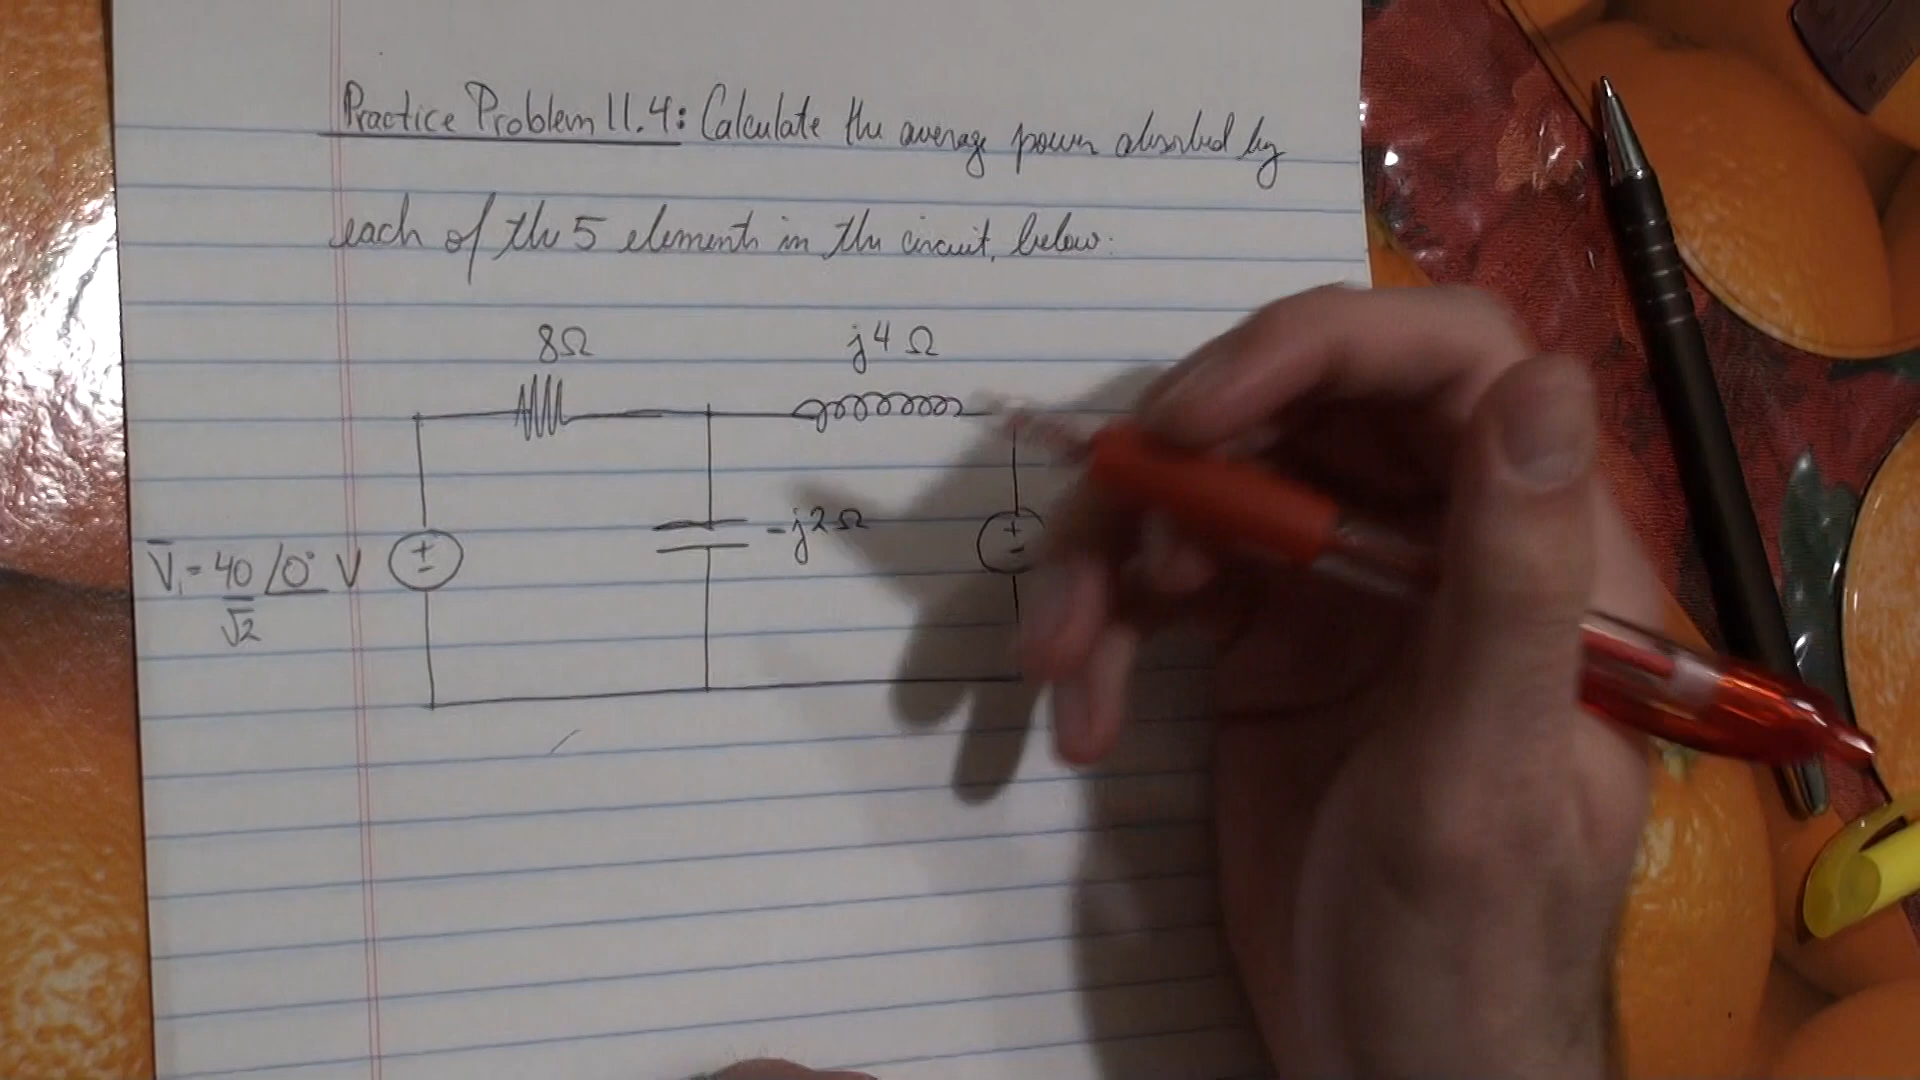 Practice Problem 11.4: Calculate the average power absorbed by
each of the 5 elements in the circuit, below:
8Ω
j4 Ω
-j2Ω
V₁ = 40/√2 /0° V
+
-
+
-